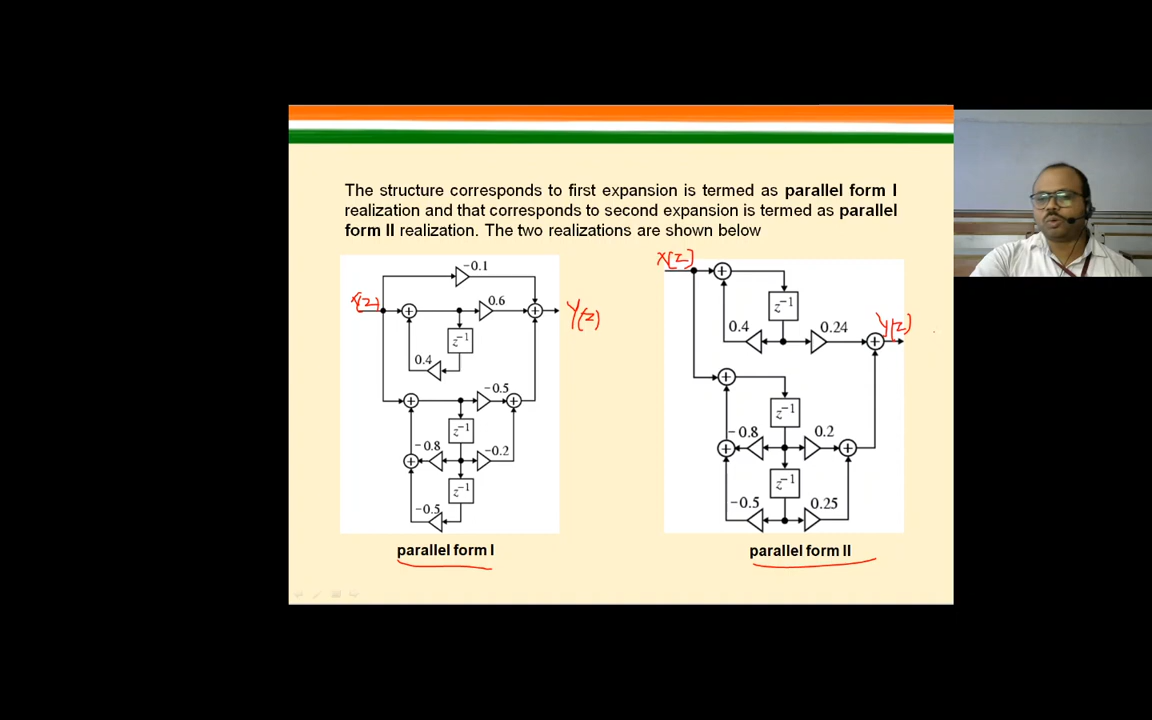 The structure corresponds to first expansion is termed as parallel form I
realization and that corresponds to second expansion is termed as parallel
form II realization. The two realizations are shown below
X(z)
−0.1
0.6
Y(z)
z⁻¹
0.4
−0.5
z⁻¹
−0.8
−0.2
z⁻¹
−0.5
parallel form I
X[z]
z⁻¹
0.4
0.24
Y(z)
z⁻¹
−0.8
0.2
z⁻¹
−0.5
0.25
parallel form II